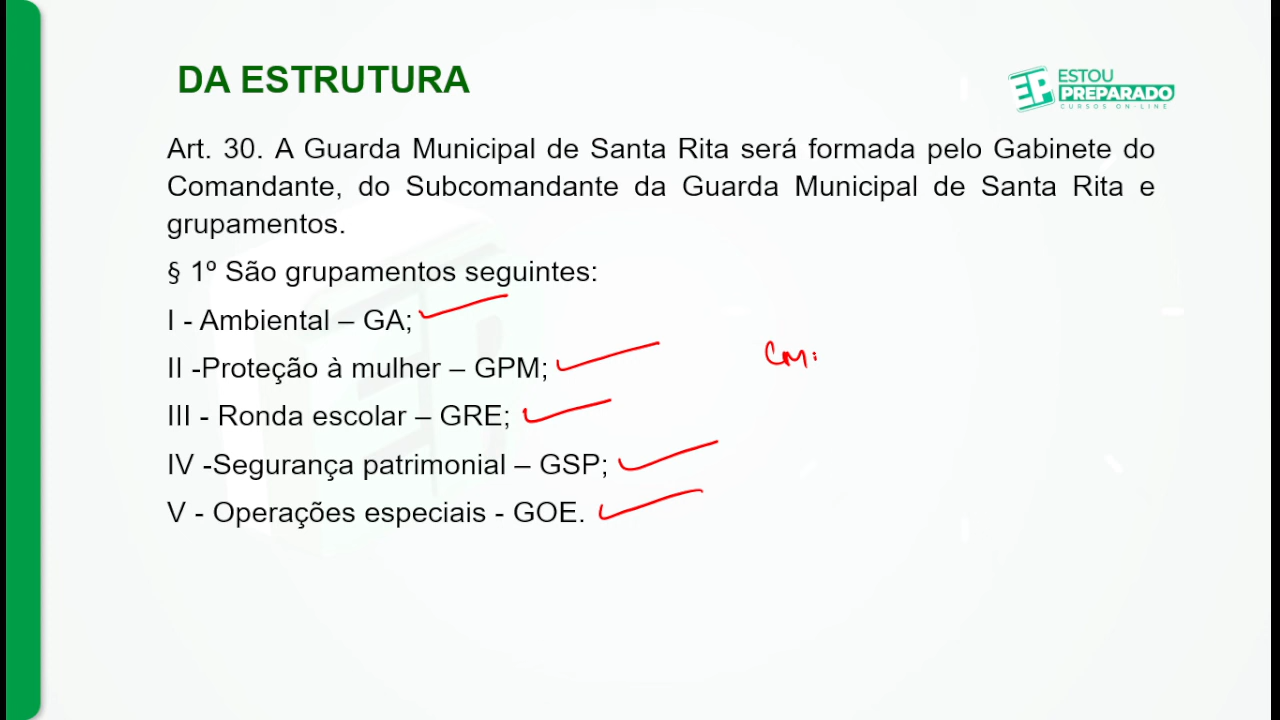 DA ESTRUTURA
ESTOU
PREPARADO
CURSOS ON-LINE
Art. 30. A Guarda Municipal de Santa Rita será formada pelo Gabinete do
Comandante, do Subcomandante da Guarda Municipal de Santa Rita e
grupamentos.
§ 1º São grupamentos seguintes:
I - Ambiental – GA;
II -Proteção à mulher – GPM;
CM:
III - Ronda escolar – GRE;
IV -Segurança patrimonial – GSP;
V - Operações especiais - GOE.